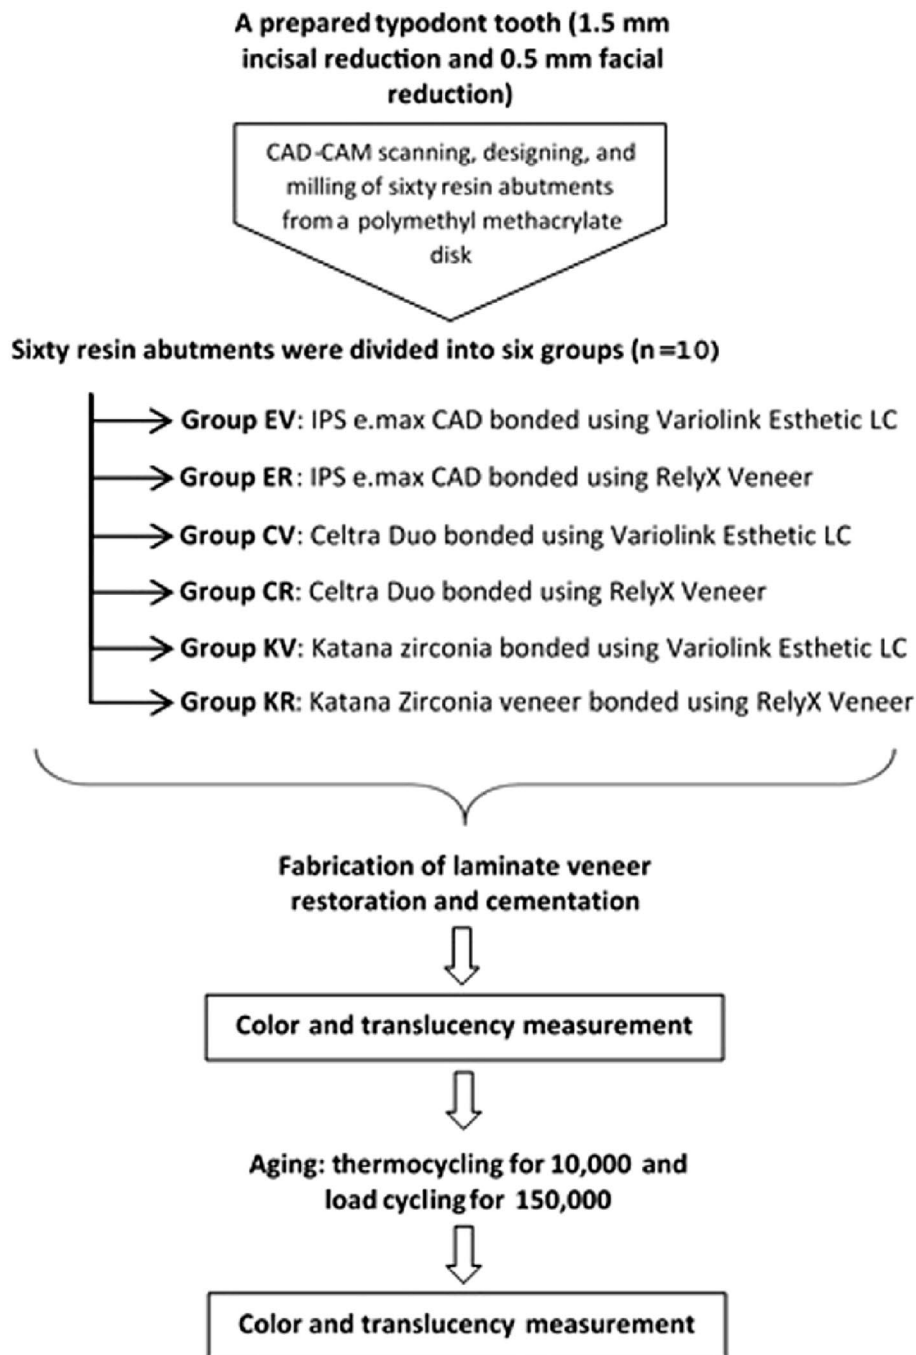 A prepared typodont tooth (1.5 mm
incisal reduction and 0.5 mm facial
reduction)
CAD-CAM scanning, designing, and
milling of sixty resin abutments
from a polymethyl methacrylate
disk
Sixty resin abutments were divided into six groups (n=10)
Group EV: IPS e.max CAD bonded using Variolink Esthetic LC
Group ER: IPS e.max CAD bonded using RelyX Veneer
Group CV: Celtra Duo bonded using Variolink Esthetic LC
Group CR: Celtra Duo bonded using RelyX Veneer
Group KV: Katana zirconia bonded using Variolink Esthetic LC
Group KR: Katana Zirconia veneer bonded using RelyX Veneer
Fabrication of laminate veneer
restoration and cementation
Color and translucency measurement
Aging: thermocycling for 10,000 and
load cycling for 150,000
Color and translucency measurement